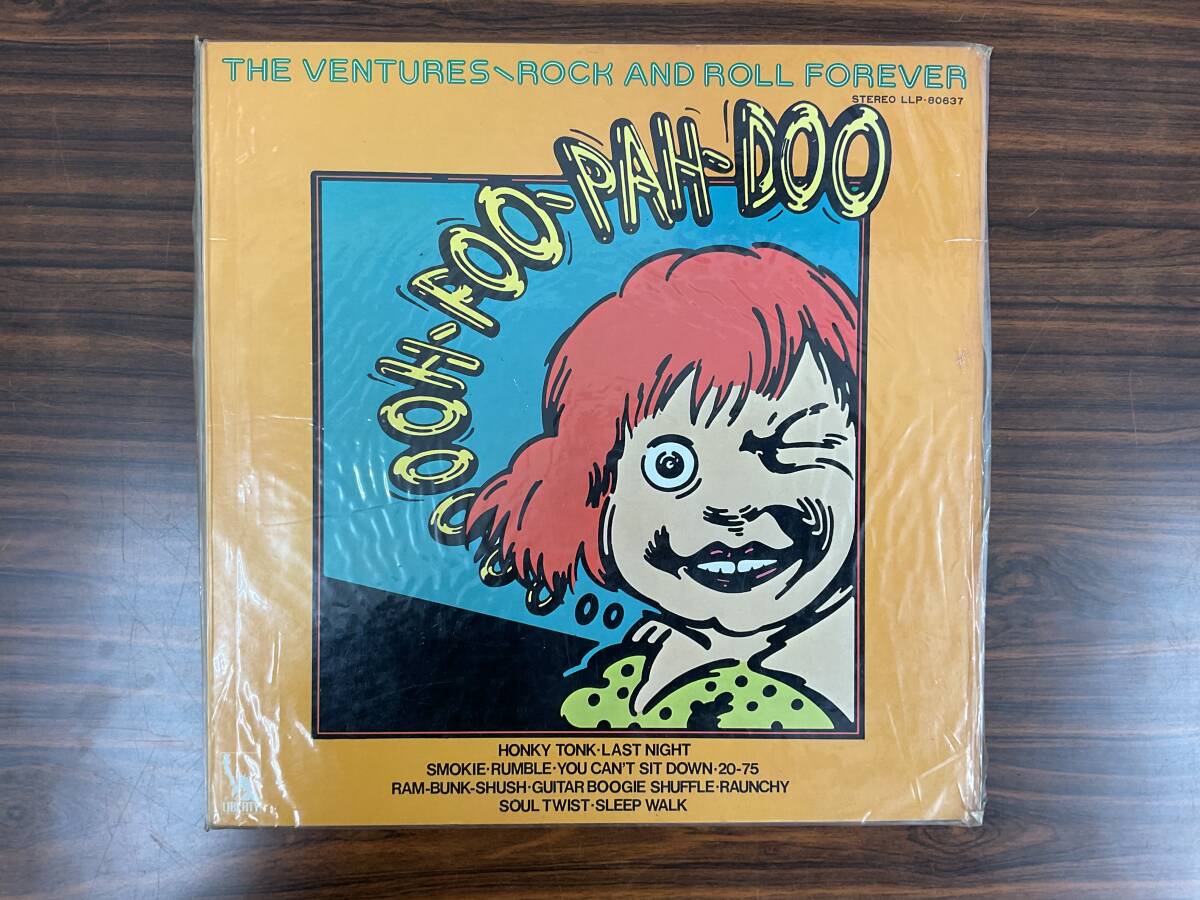 THE VENTURES~ROCK AND ROLL FOREVER
STEREO LLP-80637
OOH-POO-PAH-DOO
HONKY TONK·LAST NIGHT
SMOKIE·RUMBLE·YOU CAN'T SIT DOWN·20-75
RAM-BUNK-SHUSH·GUITAR BOOGIE SHUFFLE·RAUNCHY
SOUL TWIST·SLEEP WALK
LIBERTY